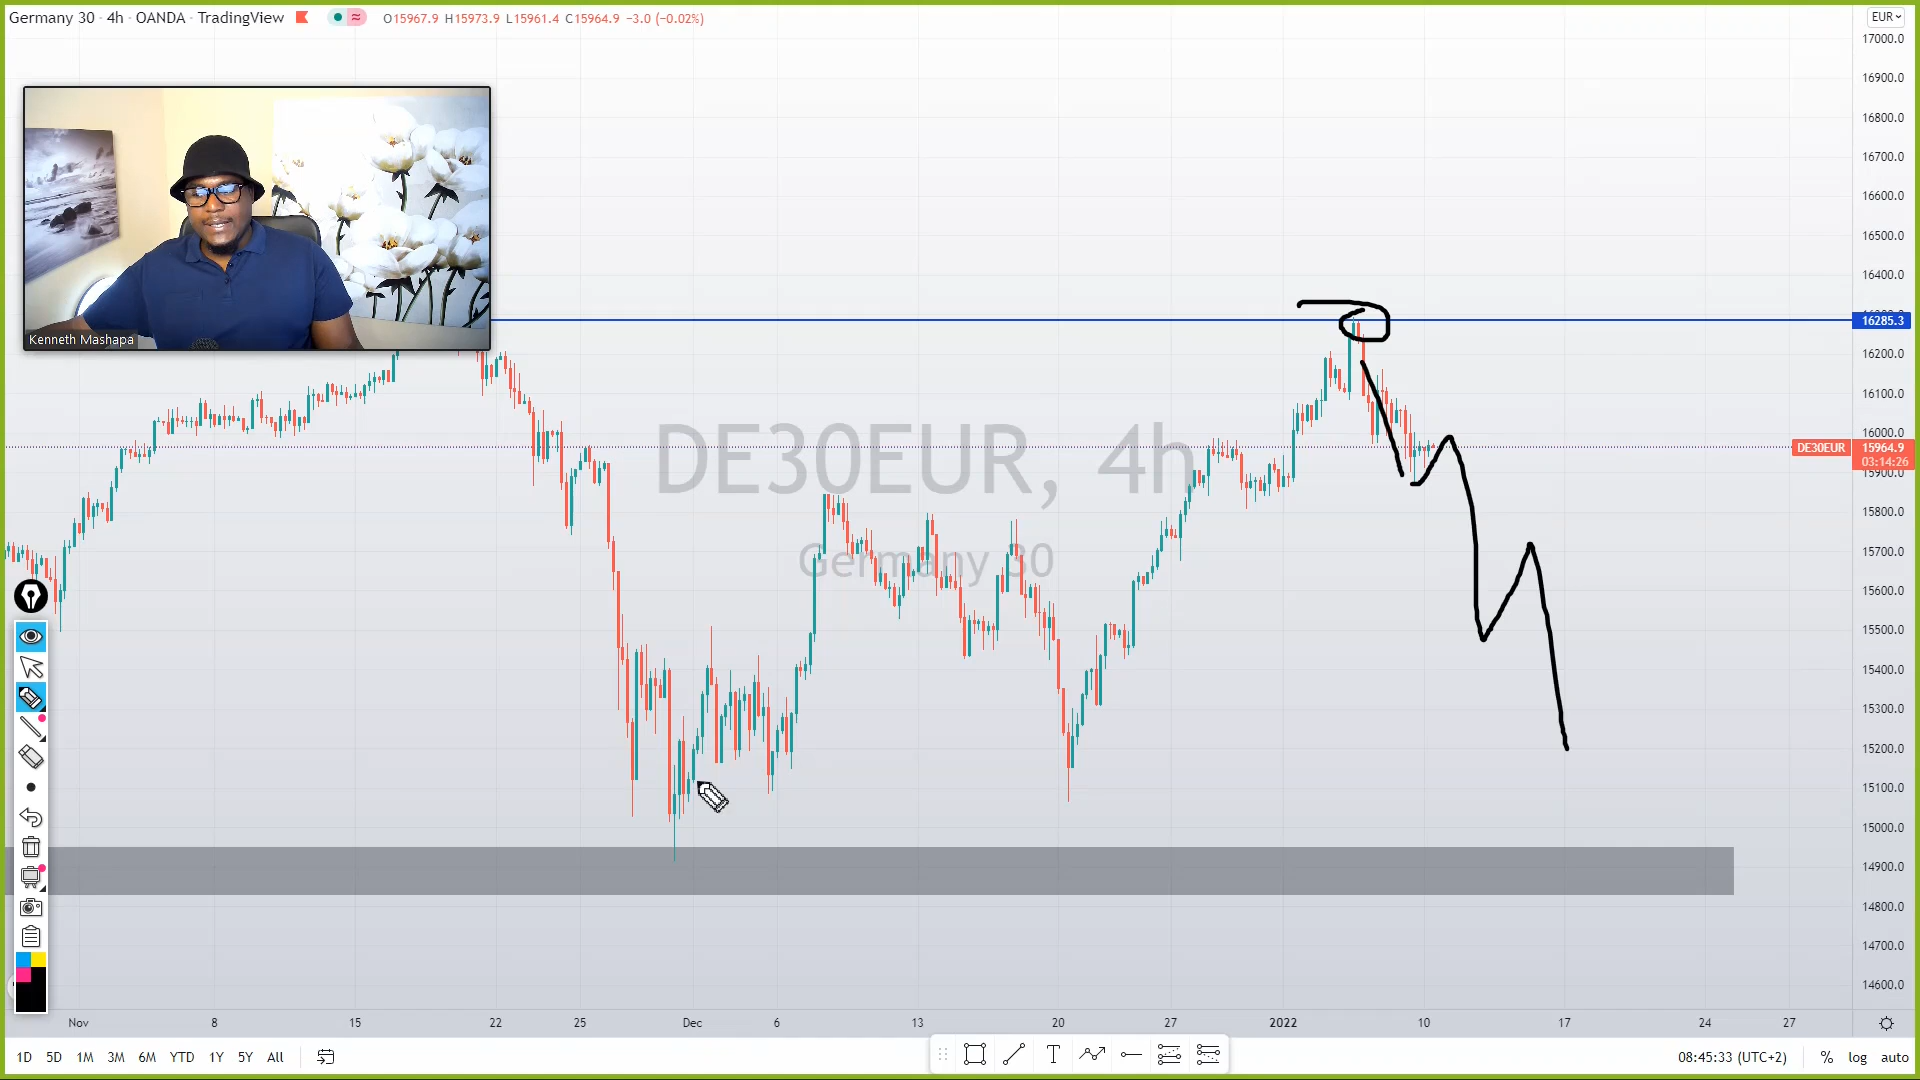 Germany 30 · 4h · OANDA · TradingView
O15967.9 H15973.9 L15961.4 C15964.9 −3.0 (−0.02%)
EUR
17000.0
16900.0
16800.0
16700.0
16600.0
16500.0
16400.0
16285.3
16200.0
16100.0
16000.0
DE30EUR 15964.9
03:14:26
15900.0
15800.0
15700.0
15600.0
15500.0
15400.0
15300.0
15200.0
15100.0
15000.0
14900.0
14800.0
14700.0
14600.0
Kenneth Mashapa
DE30EUR, 4h
Germany 30
Nov 8 15 22 25 Dec 6 13 20 27 2022 10 17 24 27
1D 5D 1M 3M 6M YTD 1Y 5Y All
T
08:45:33 (UTC+2) % log auto